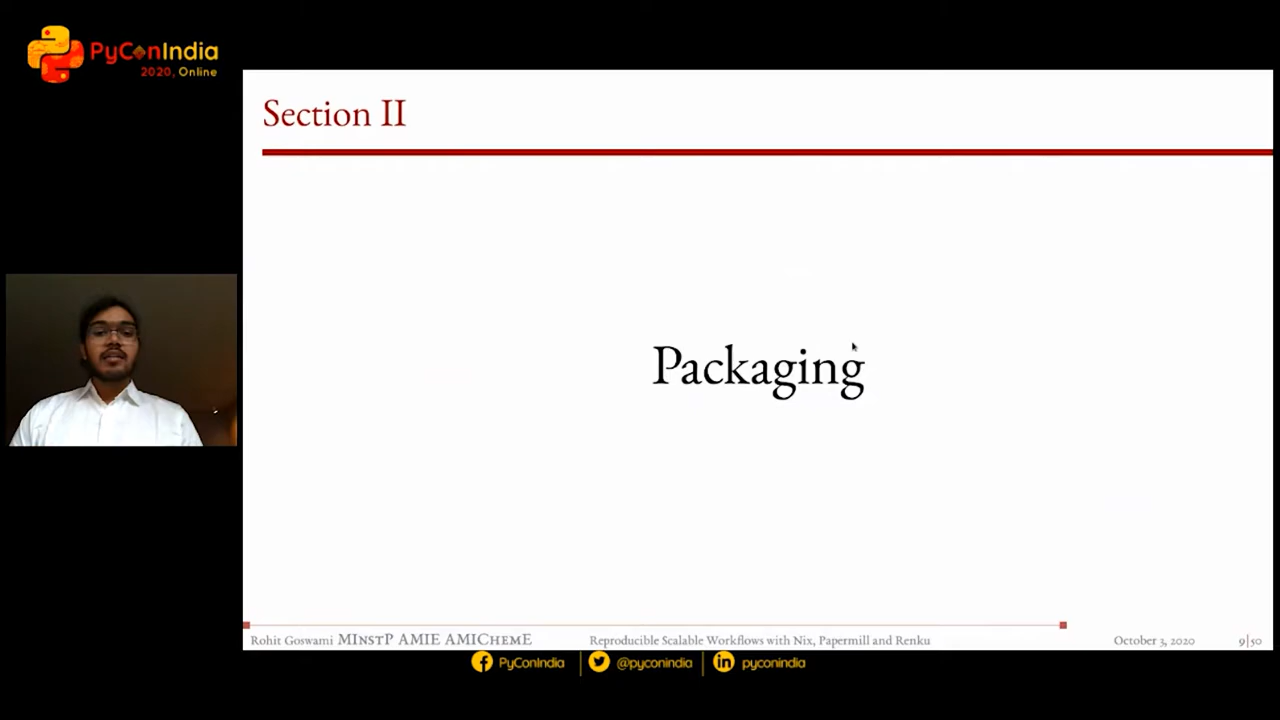 PyConIndia
2020, Online
Section II
Packaging
Rohit Goswami MInstP AMIE AMIChemE
Reproducible Scalable Workflows with Nix, Papermill and Renku
October 3, 2020
9|50
PyConIndia
@pyconindia
pyconindia